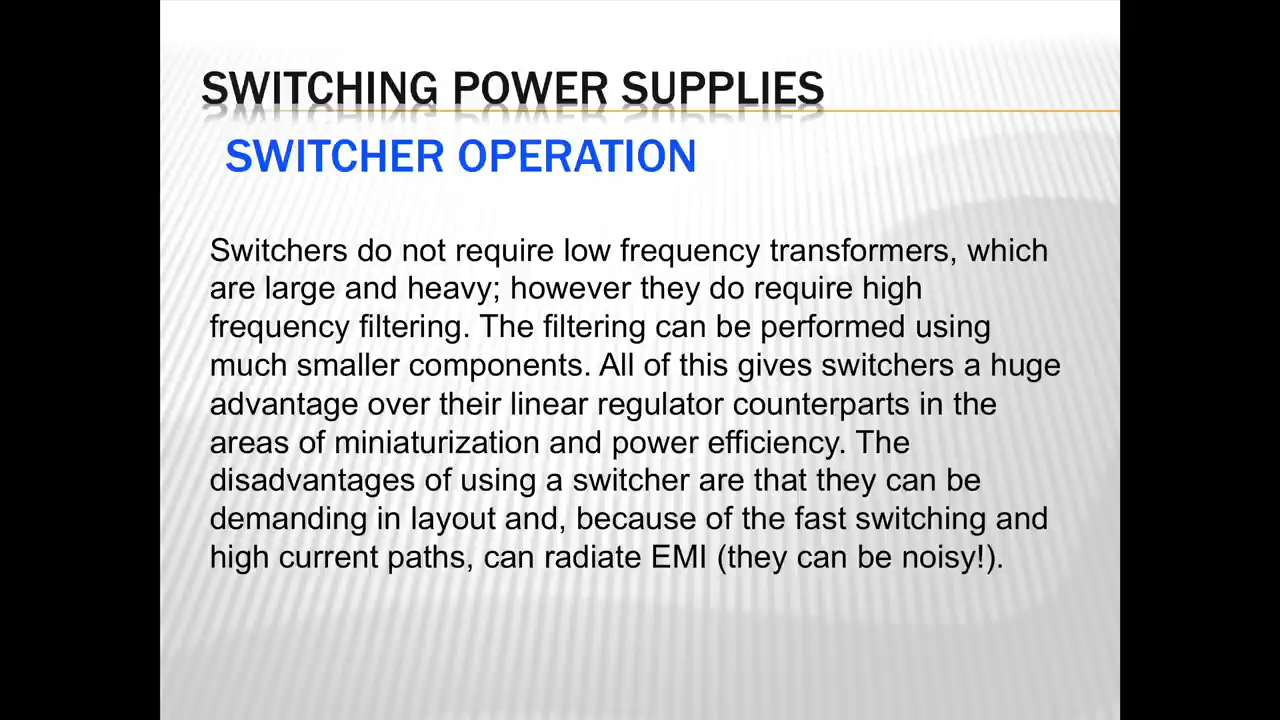 SWITCHING POWER SUPPLIES
SWITCHER OPERATION
Switchers do not require low frequency transformers, which
are large and heavy; however they do require high
frequency filtering. The filtering can be performed using
much smaller components. All of this gives switchers a huge
advantage over their linear regulator counterparts in the
areas of miniaturization and power efficiency. The
disadvantages of using a switcher are that they can be
demanding in layout and, because of the fast switching and
high current paths, can radiate EMI (they can be noisy!).